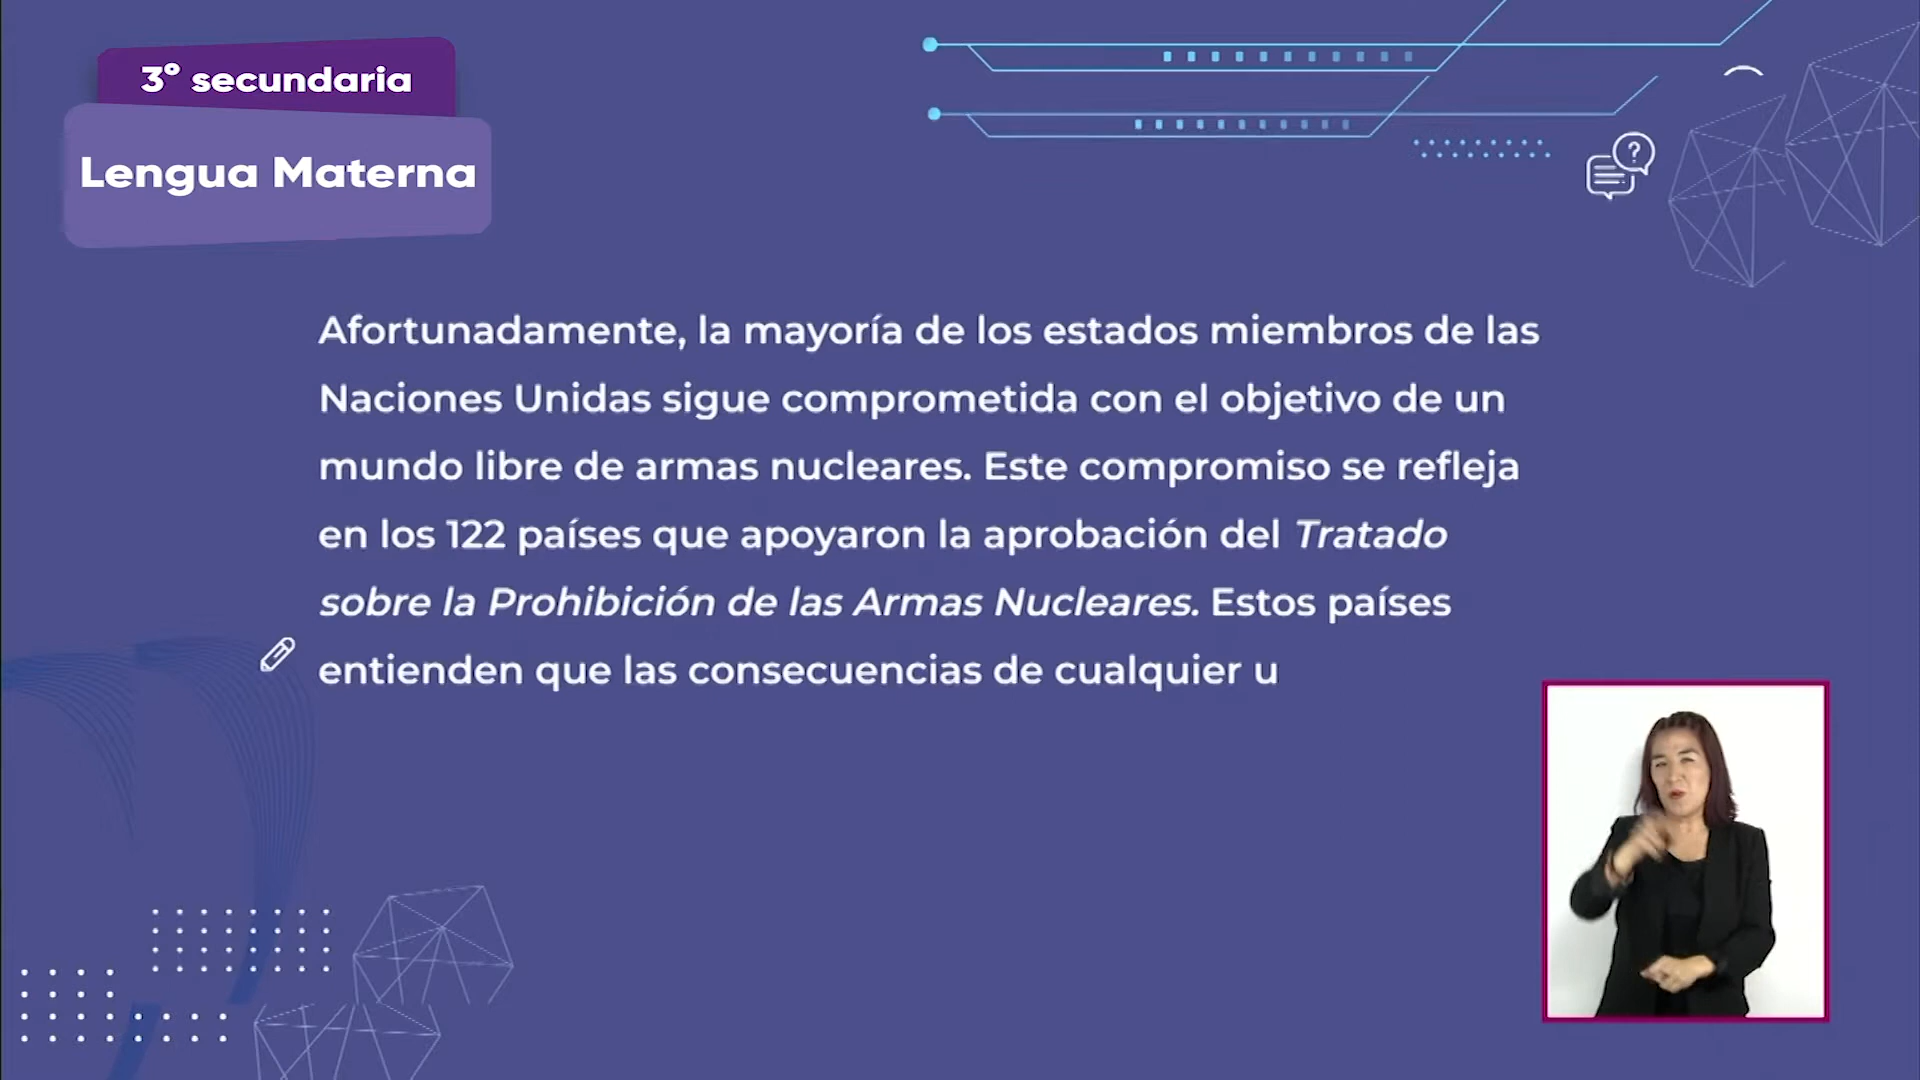 3° secundaria
Lengua Materna
Afortunadamente, la mayoría de los estados miembros de las
Naciones Unidas sigue comprometida con el objetivo de un
mundo libre de armas nucleares. Este compromiso se refleja
en los 122 países que apoyaron la aprobación del Tratado
sobre la Prohibición de las Armas Nucleares. Estos países
entienden que las consecuencias de cualquier u